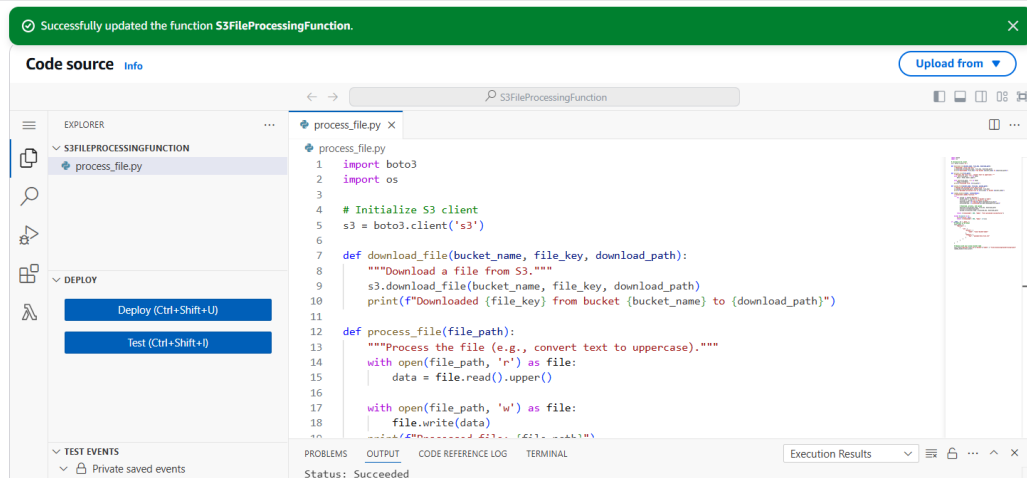 Successfully updated the function S3FileProcessingFunction.
Code source Info
Upload from
S3FileProcessingFunction
EXPLORER
S3FILEPROCESSINGFUNCTION
process_file.py
DEPLOY
Deploy (Ctrl+Shift+U)
Test (Ctrl+Shift+I)
TEST EVENTS
Private saved events
process_file.py
process_file.py
1 import boto3
2 import os
3
4 # Initialize S3 client
5 s3 = boto3.client('s3')
6
7 def download_file(bucket_name, file_key, download_path):
8 """Download a file from S3."""
9 s3.download_file(bucket_name, file_key, download_path)
10 print(f"Downloaded {file_key} from bucket {bucket_name} to {download_path}")
11
12 def process_file(file_path):
13 """Process the file (e.g., convert text to uppercase)."""
14 with open(file_path, 'r') as file:
15 data = file.read().upper()
16
17 with open(file_path, 'w') as file:
18 file.write(data)
19 print(f"Processed file: {file_path}")
PROBLEMS OUTPUT CODE REFERENCE LOG TERMINAL
Execution Results
Status: Succeeded